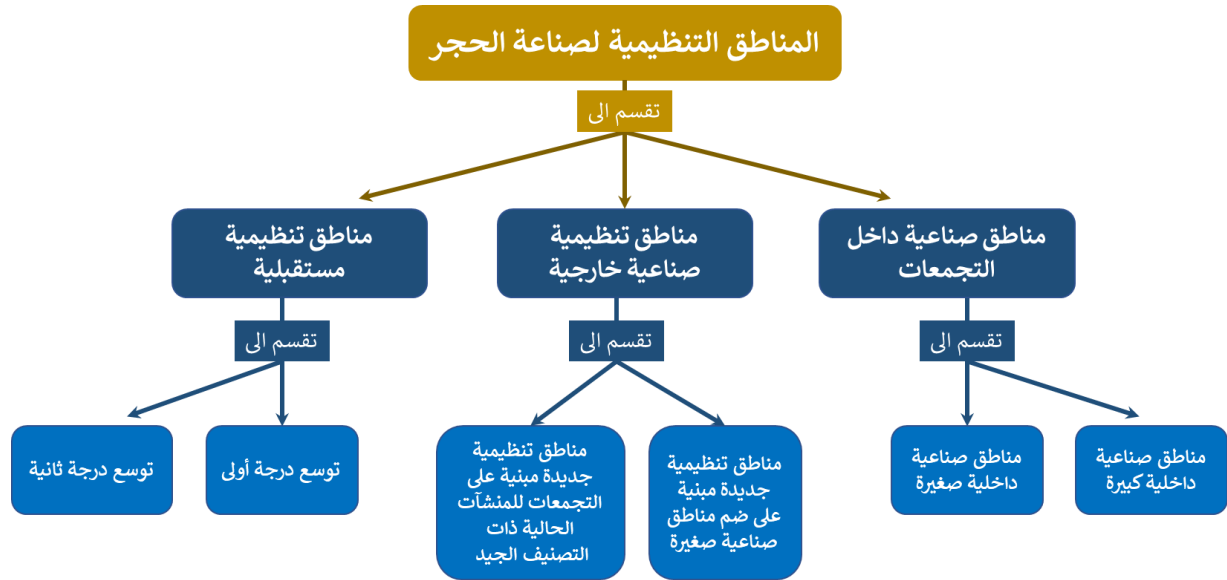 المناطق التنظيمية لصناعة الحجر
تقسم الى
مناطق صناعية داخل
التجمعات
مناطق تنظيمية
صناعية خارجية
مناطق تنظيمية
مستقبلية
تقسم الى
تقسم الى
تقسم الى
مناطق صناعية
داخلية كبيرة
مناطق صناعية
داخلية صغيرة
مناطق تنظيمية
جديدة مبنية
على ضم مناطق
صناعية صغيرة
مناطق تنظيمية
جديدة مبنية على
التجمعات للمنشآت
الحالية ذات
التصنيف الجيد
توسع درجة أولى
توسع درجة ثانية